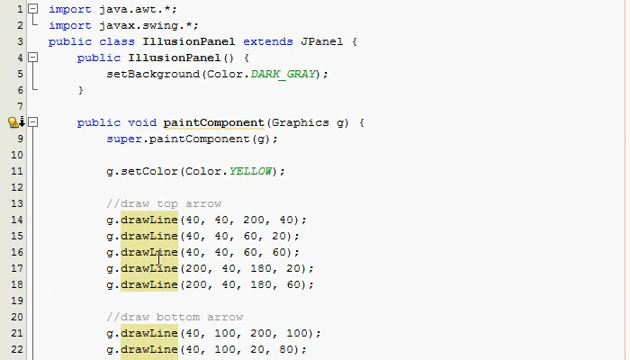 1 import java.awt.*;
2 import javax.swing.*;
3 public class IllusionPanel extends JPanel {
4 public IllusionPanel() {
5 setBackground(Color.DARK_GRAY);
6 }
7
8 public void paintComponent(Graphics g) {
9 super.paintComponent(g);
10
11 g.setColor(Color.YELLOW);
12
13 //draw top arrow
14 g.drawLine(40, 40, 200, 40);
15 g.drawLine(40, 40, 60, 20);
16 g.drawLine(40, 40, 60, 60);
17 g.drawLine(200, 40, 180, 20);
18 g.drawLine(200, 40, 180, 60);
19
20 //draw bottom arrow
21 g.drawLine(40, 100, 200, 100);
22 g.drawLine(40, 100, 20, 80);